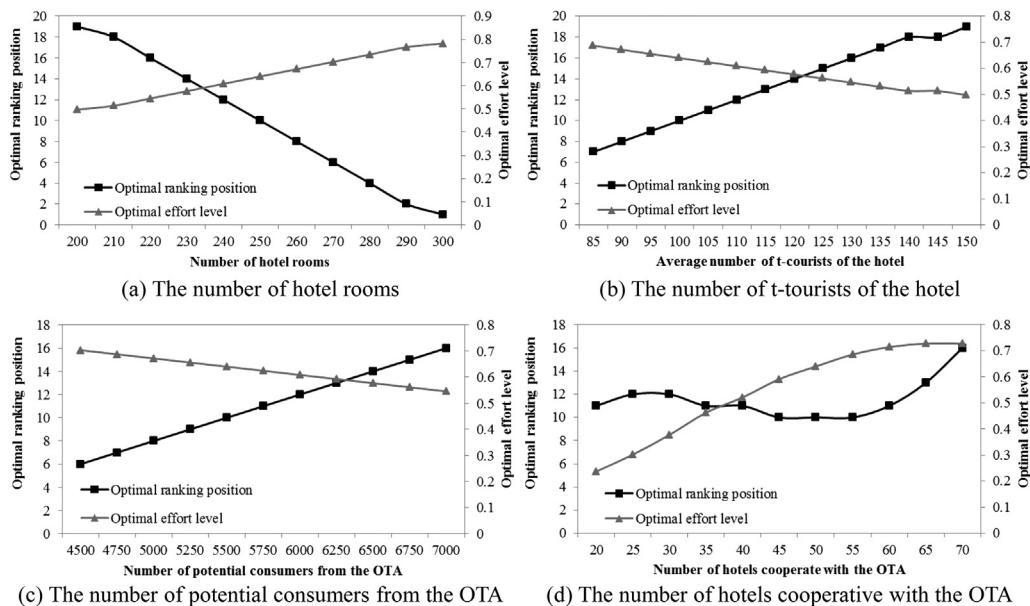 20
18
16
14
12
10
8
6
4
2
0
Optimal ranking position
0.9
0.8
0.7
0.6
0.5
0.4
0.3
0.2
0.1
0
Optimal effort level
Optimal ranking position
Optimal effort level
200 210 220 230 240 250 260 270 280 290 300
Number of hotel rooms
(a) The number of hotel rooms
20
18
16
14
12
10
8
6
4
2
0
Optimal ranking position
0.8
0.7
0.6
0.5
0.4
0.3
0.2
0.1
0
Optimal effort level
Optimal ranking position
Optimal effort level
85 90 95 100 105 110 115 120 125 130 135 140 145 150
Average number of t-courists of the hotel
(b) The number of t-tourists of the hotel
18
16
14
12
10
8
6
4
2
0
Optimal ranking position
0.8
0.7
0.6
0.5
0.4
0.3
0.2
0.1
0
Optimal effort level
Optimal ranking position
Optimal effort level
4500 4750 5000 5250 5500 5750 6000 6250 6500 6750 7000
Number of potential consumers from the OTA
(c) The number of potential consumers from the OTA
18
16
14
12
10
8
6
4
2
0
Optimal ranking position
0.8
0.7
0.6
0.5
0.4
0.3
0.2
0.1
0
Optimal effort level
Optimal ranking position
Optimal effort level
20 25 30 35 40 45 50 55 60 65 70
Number of hotels cooperate with the OTA
(d) The number of hotels cooperative with the OTA